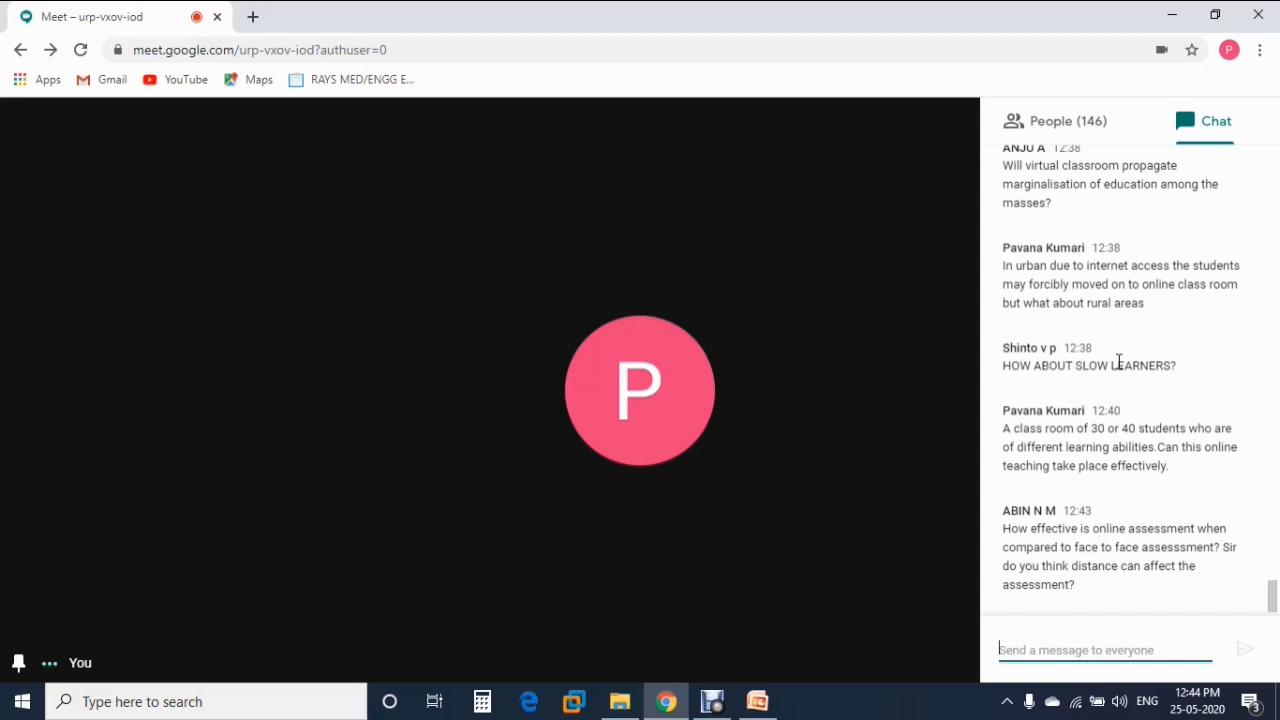 Meet – urp-vxov-iod
meet.google.com/urp-vxov-iod?authuser=0
P
Apps
Gmail
YouTube
Maps
RAYS MED/ENGG E...
People (146)
Chat
ANJU A 12:38
Will virtual classroom propagate
marginalisation of education among the
masses?
Pavana Kumari 12:38
In urban due to internet access the students
may forcibly moved on to online class room
but what about rural areas
Shinto v p 12:38
HOW ABOUT SLOW LEARNERS?
Pavana Kumari 12:40
A class room of 30 or 40 students who are
of different learning abilities.Can this online
teaching take place effectively.
ABIN N M 12:43
How effective is online assessment when
compared to face to face assesssment? Sir
do you think distance can affect the
assessment?
Send a message to everyone
P
You
Type here to search
ENG
12:44 PM
25-05-2020
3